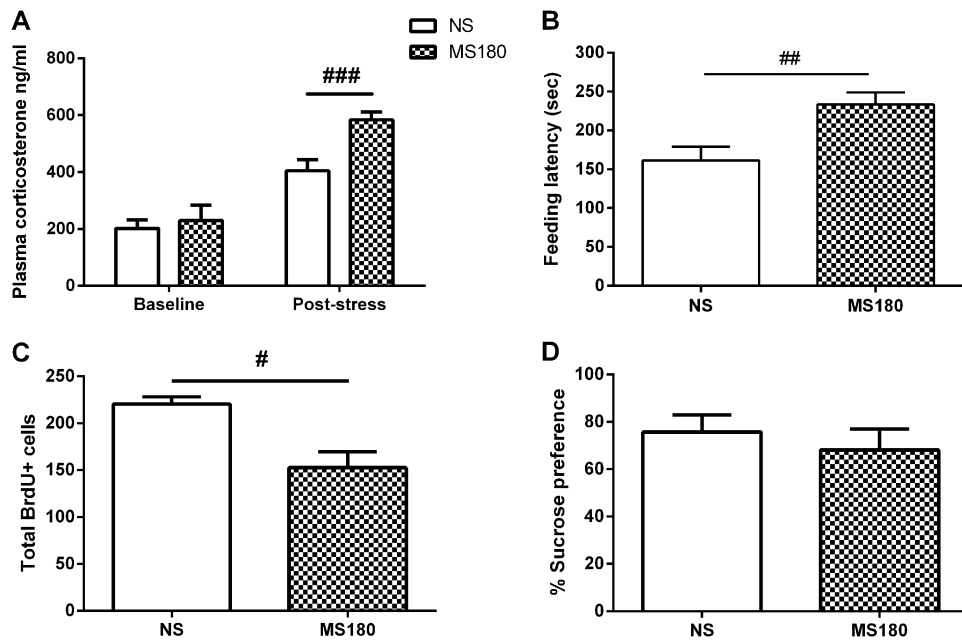 A
NS
MS180
Plasma corticosterone ng/ml
800
600
400
200
0
###
Baseline
Post-stress
B
Feeding latency (sec)
300
250
200
150
100
50
0
##
NS
MS180
C
Total BrdU+ cells
250
200
150
100
50
0
#
NS
MS180
D
% Sucrose preference
100
80
60
40
20
0
NS
MS180